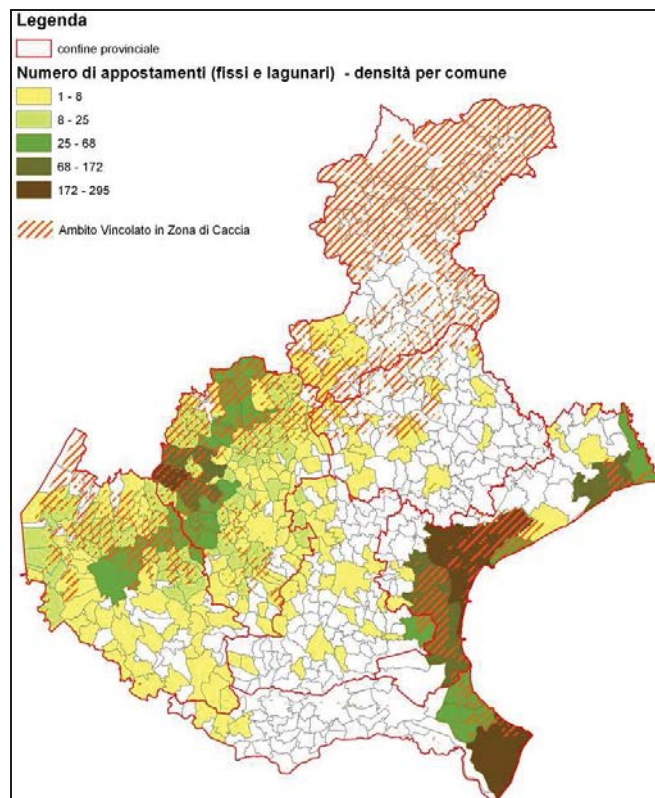 Legenda
confine provinciale
Numero di appostamenti (fissi e lagunari) - densità per comune
1 - 8
8 - 25
25 - 68
68 - 172
172 - 295
Ambito Vincolato in Zona di Caccia